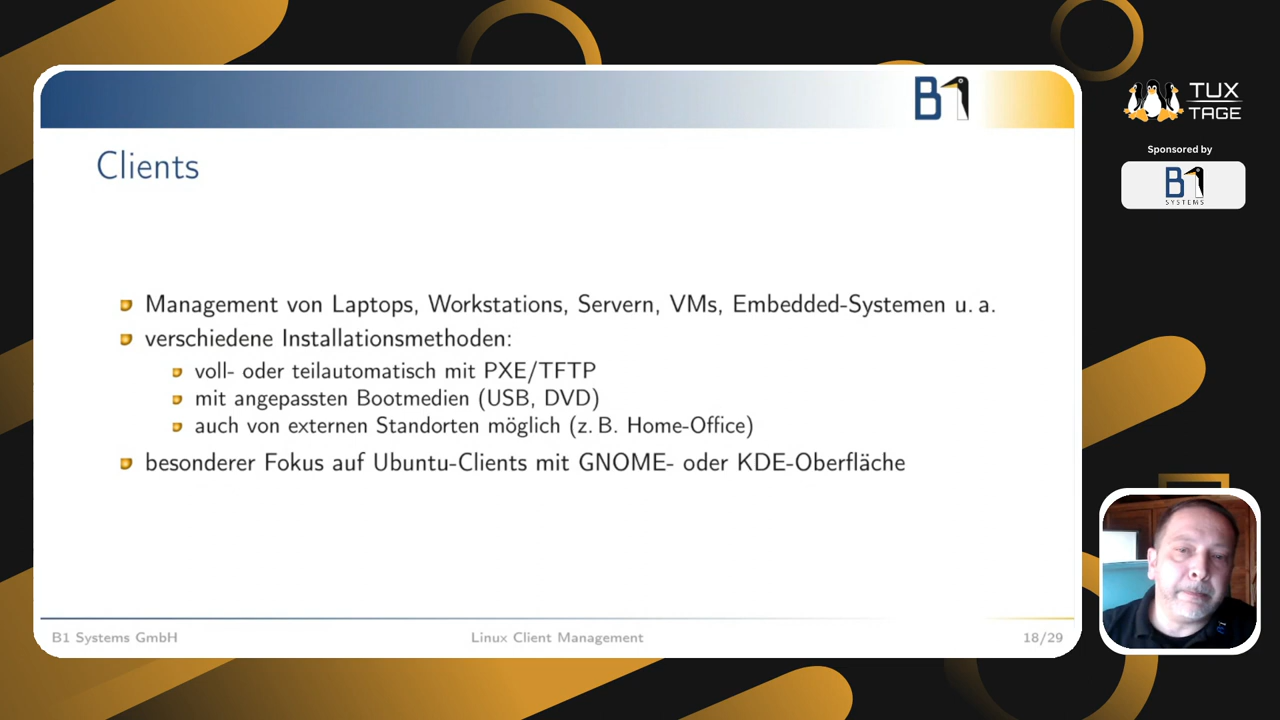 B1
Clients
Management von Laptops, Workstations, Servern, VMs, Embedded-Systemen u. a.
verschiedene Installationsmethoden:
voll- oder teilautomatisch mit PXE/TFTP
mit angepassten Bootmedien (USB, DVD)
auch von externen Standorten möglich (z. B. Home-Office)
besonderer Fokus auf Ubuntu-Clients mit GNOME- oder KDE-Oberfläche
B1 Systems GmbH
Linux Client Management
18/29
TUX
TAGE
Sponsored by
B1
SYSTEMS